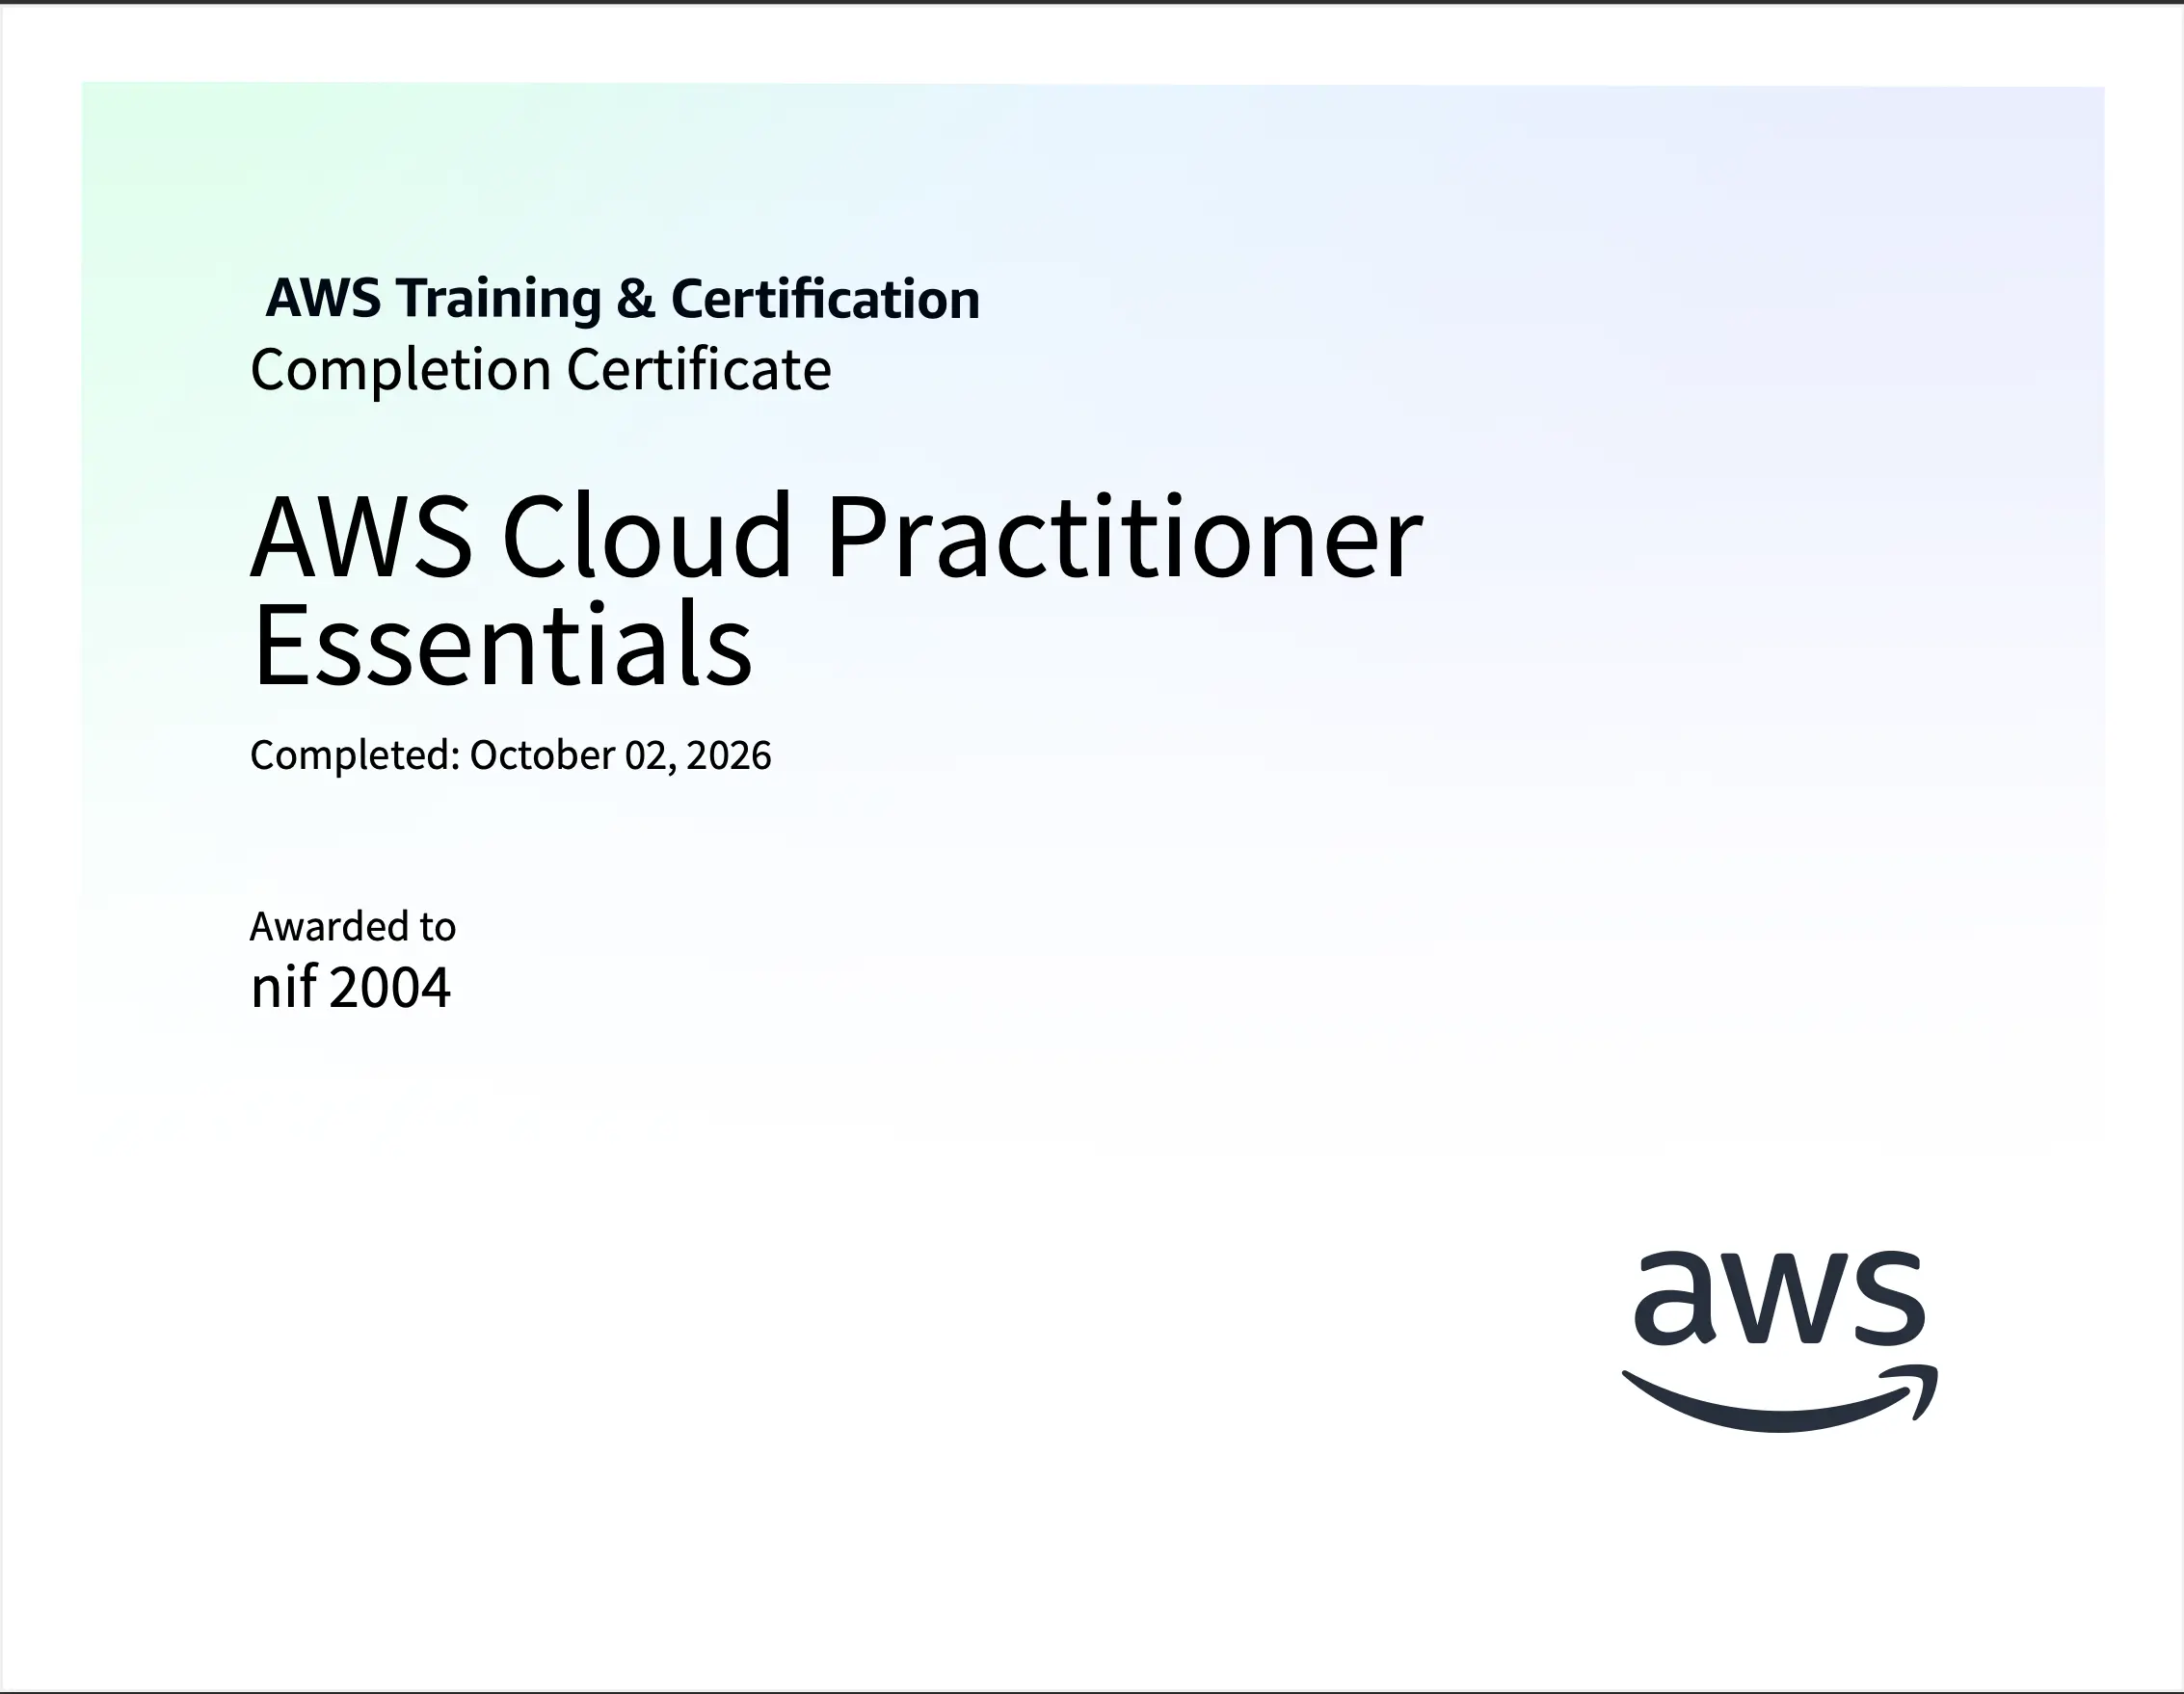 AWS Training & Certification
Completion Certificate
AWS Cloud Practitioner
Essentials
Completed: October 02, 2026
Awarded to
nif 2004
aws